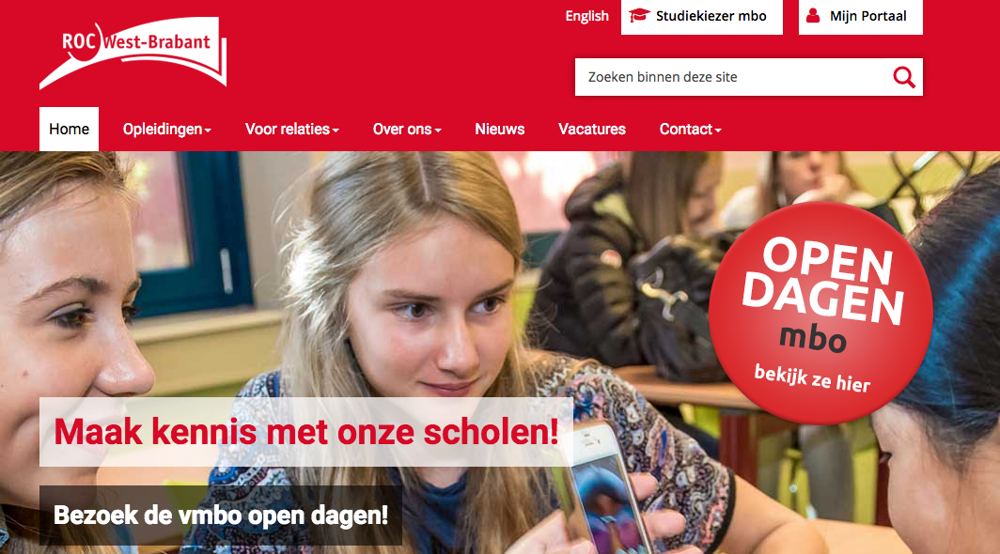 English
Studiekiezer mbo
Mijn Portaal
ROC West-Brabant
Zoeken binnen deze site
Home
Opleidingen
Voor relaties
Over ons
Nieuws
Vacatures
Contact
OPEN
DAGEN
mbo
bekijk ze hier
Maak kennis met onze scholen!
Bezoek de vmbo open dagen!